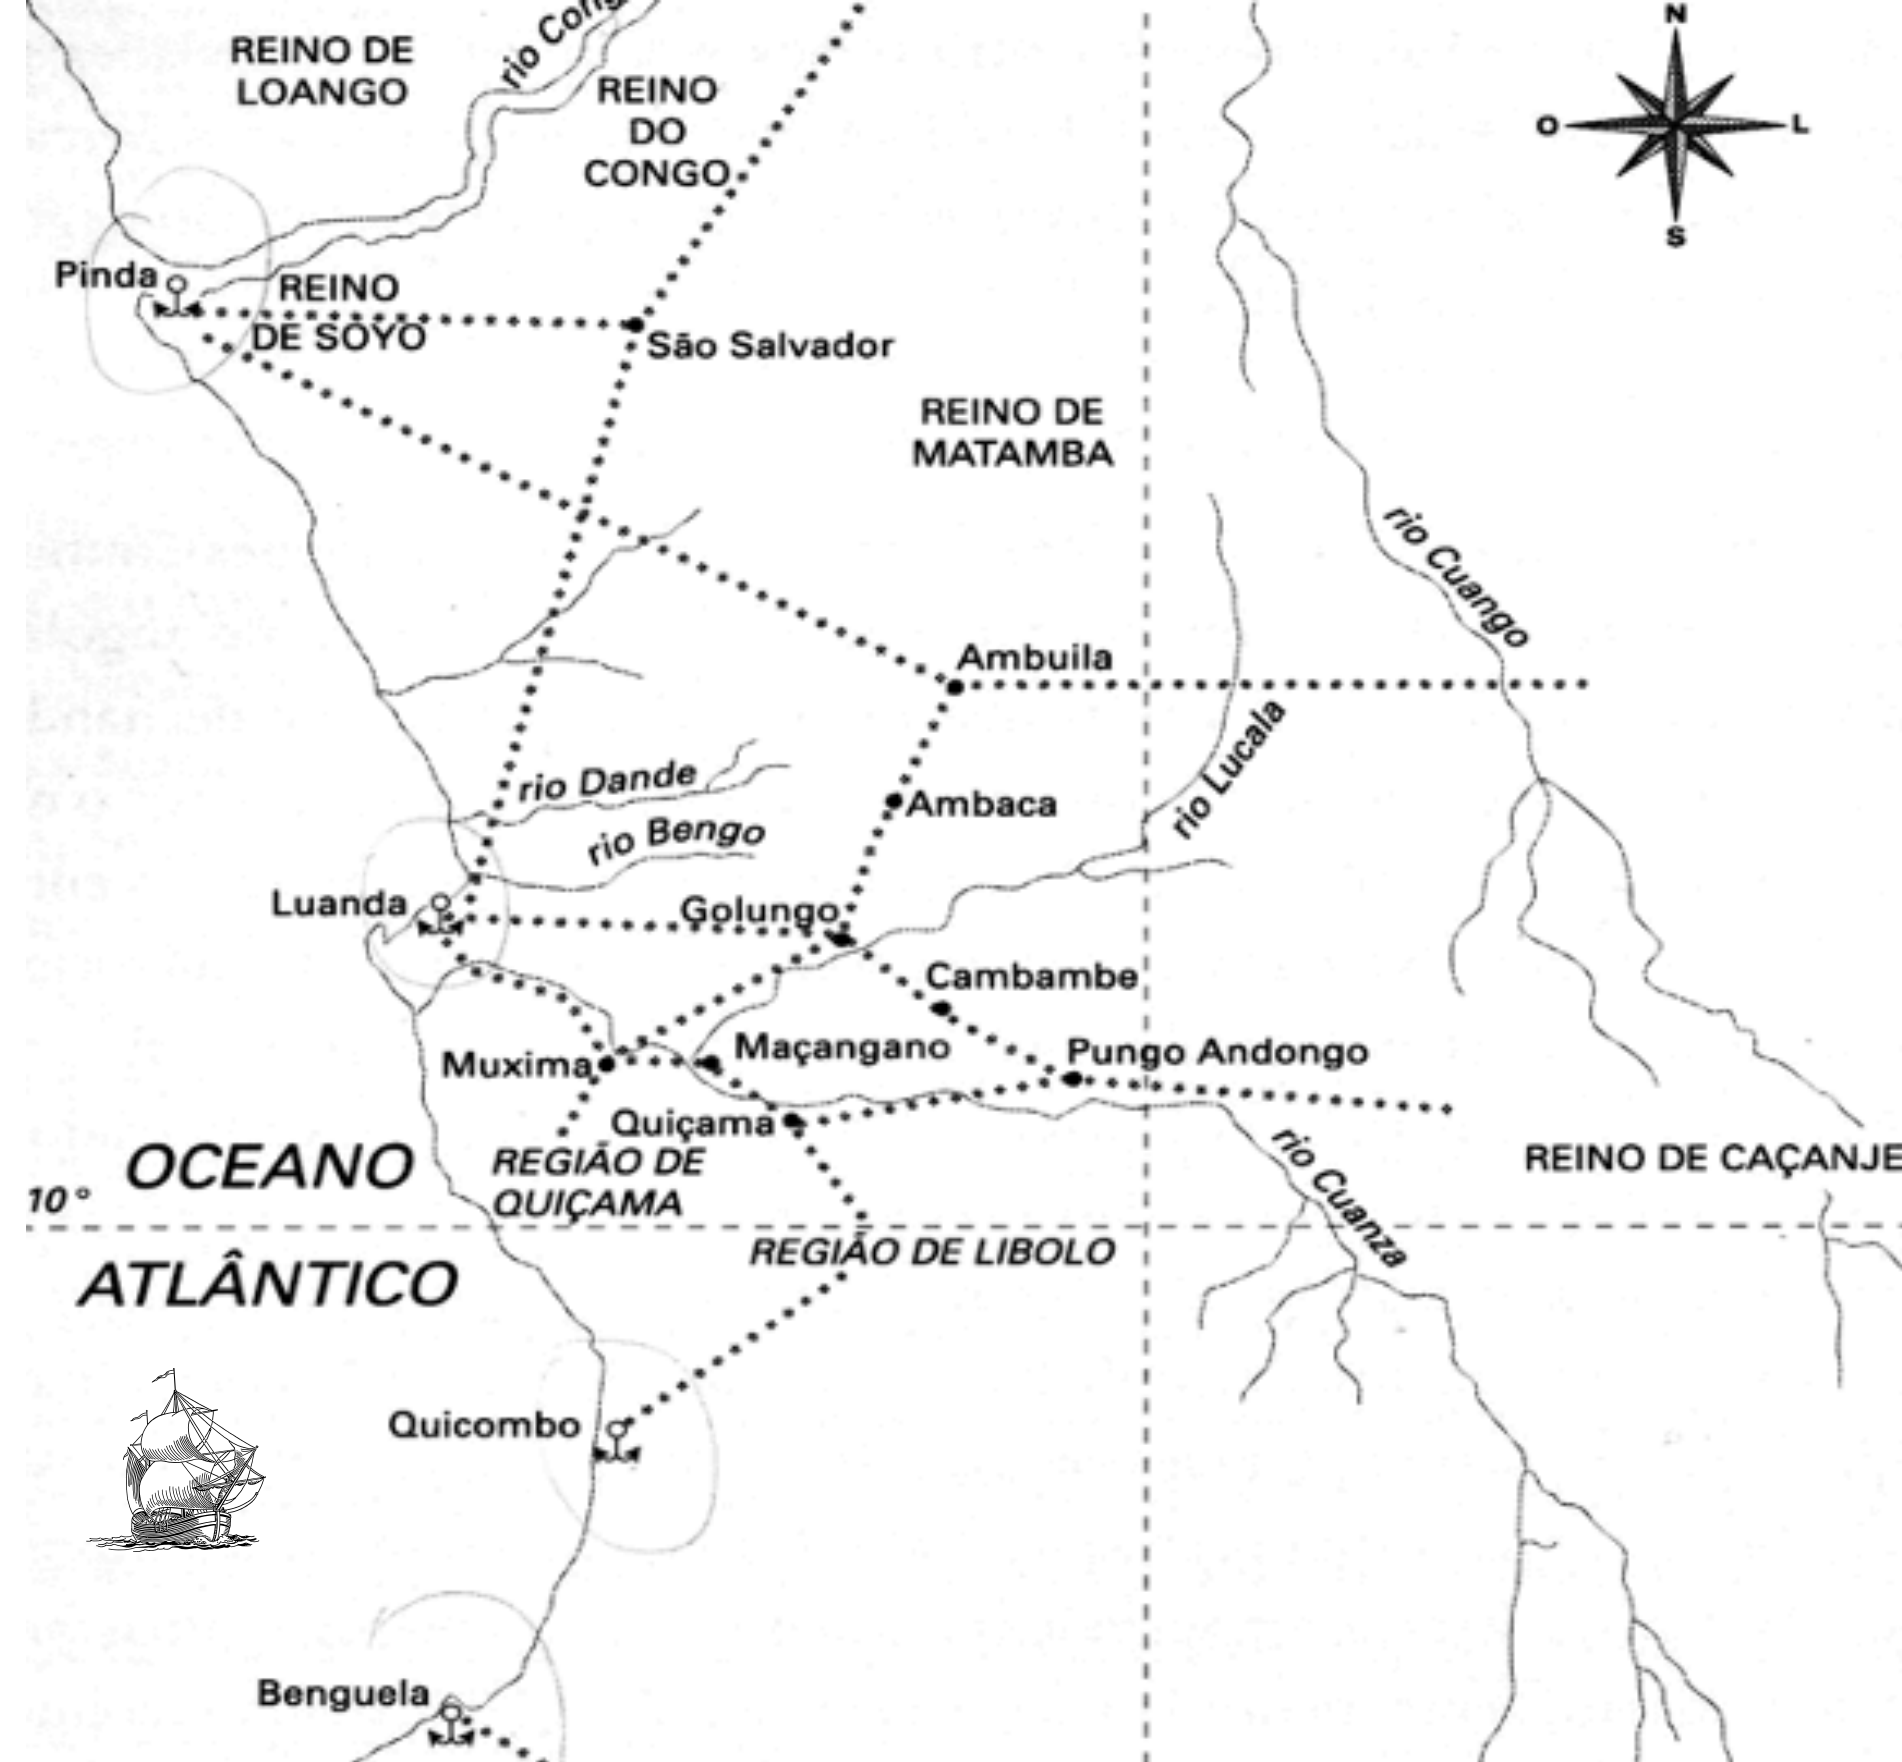 REINO DE
LOANGO
rio Cong
REINO
DO
CONGO
N
O
L
S
Pinda
REINO
DE SOYO
São Salvador
REINO DE
MATAMBA
rio Cuango
Ambuila
rio Lucala
rio Dande
Ambaca
rio Bengo
Luanda
Golungo
Cambambe
Muxima
Maçangano
Pungo Andongo
Quiçama
OCEANO
REGIÃO DE
QUIÇAMA
rio Cuanza
REINO DE CAÇANJE
10°
ATLÂNTICO
REGIÃO DE LIBOLO
Quicombo
Benguela